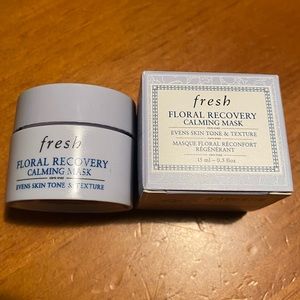 fresh
FLORAL RECOVERY
CALMING MASK
EVENS SKIN TONE & TEXTURE
fresh
FLORAL RECOVERY
CALMING MASK
EVENS SKIN TONE & TEXTURE
MASQUE FLORAL RÉCONFORT
RÉGÉNÉRANT
15 ml – 0.5 fl oz